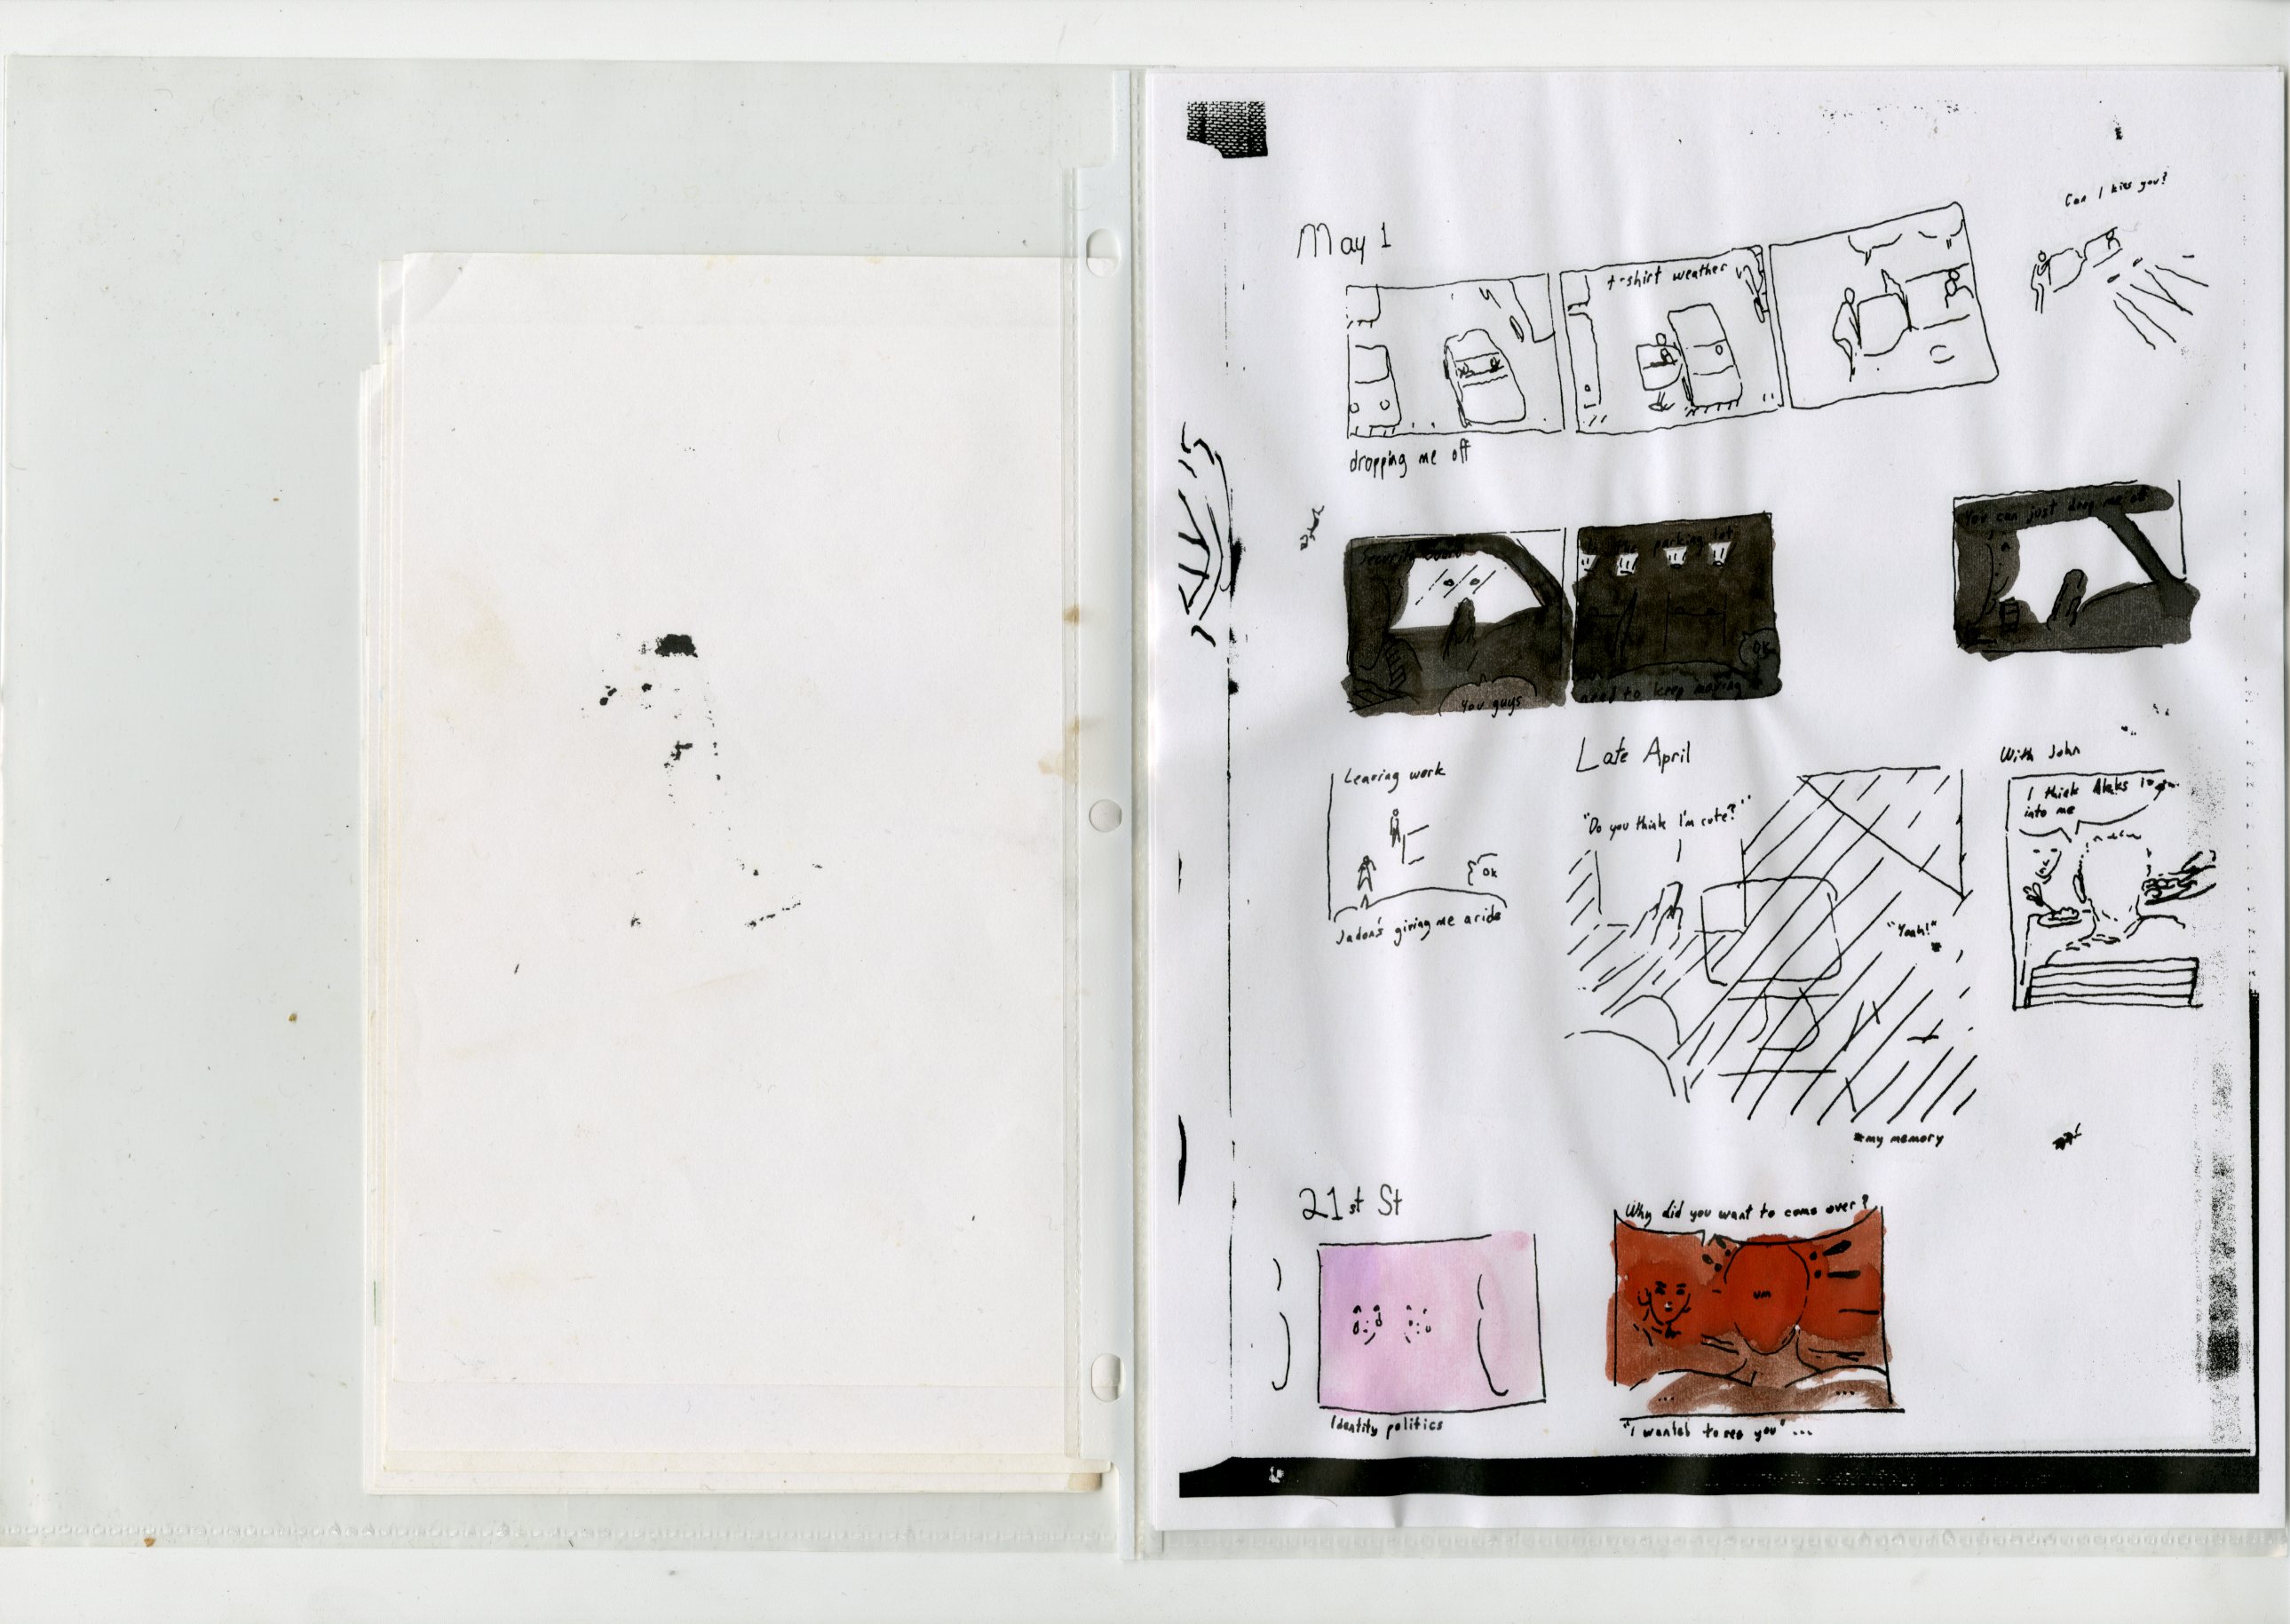 Can I kiss you?
May 1
t-shirt weather
dropping me off
You can just drop me off
Security guard
parking lot
You guys
OK
need to keep moving
Leaving work
OK
Jadon's giving me a ride
Late April
"Do you think I'm cute?"
"Yeah!"
*my memory
With John
I think Aleks is
into me
21st St
Identity politics
Why did you want to come over?
um
...
...
"I wanted to see you" ...